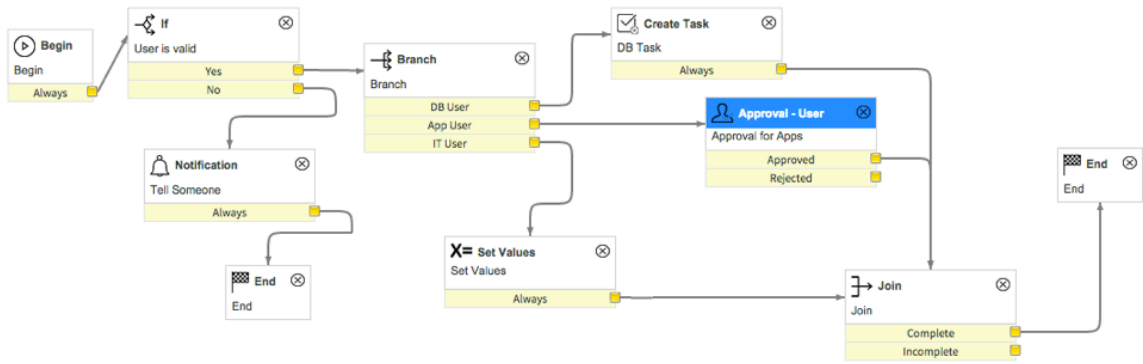 Begin
Begin
Always
If
User is valid
Yes
No
Notification
Tell Someone
Always
End
End
Branch
Branch
DB User
App User
IT User
Create Task
DB Task
Always
Approval - User
Approval for Apps
Approved
Rejected
X= Set Values
Set Values
Always
Join
Join
Complete
Incomplete
End
End